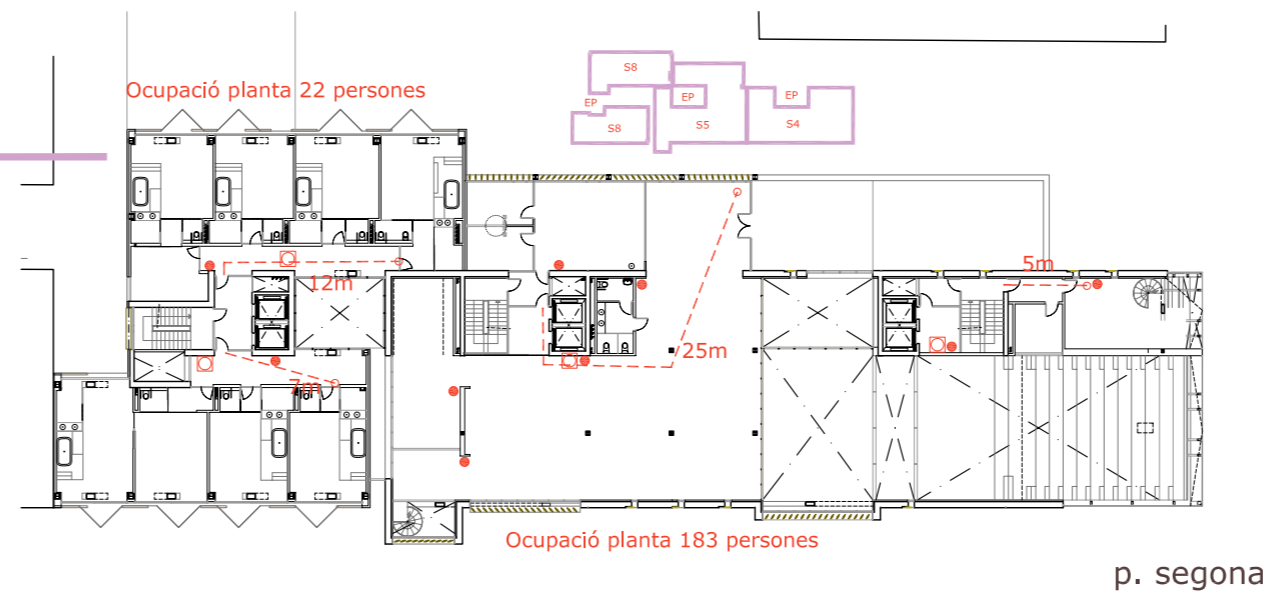 S8
Ocupació planta 22 persones
EP
EP
EP
S8
S5
S4
5m
12m
25m
7m
Ocupació planta 183 persones
p. segona